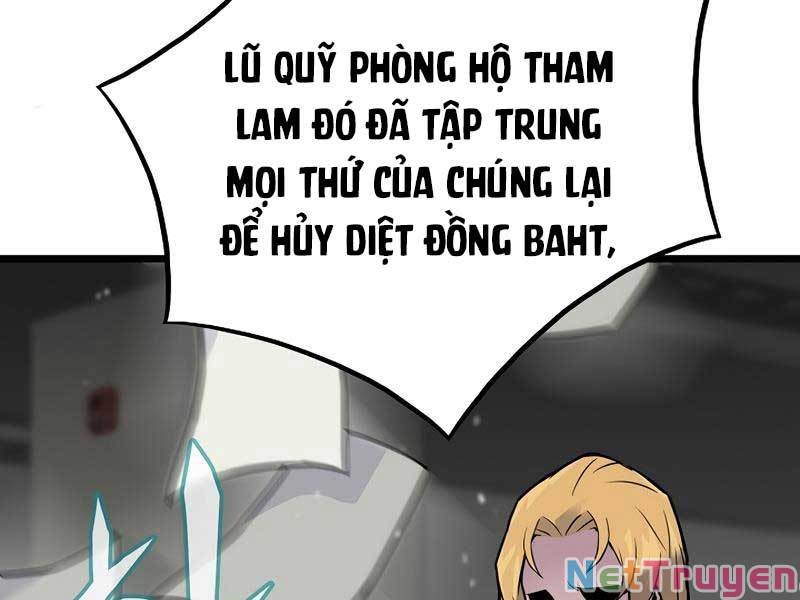 LŨ QUỸ PHÒNG HỘ THAM
LAM ĐÓ ĐÃ TẬP TRUNG
MỌI THỨ CỦA CHÚNG LẠI
ĐỂ HỦY DIỆT ĐỒNG BAHT,
NetTruyen